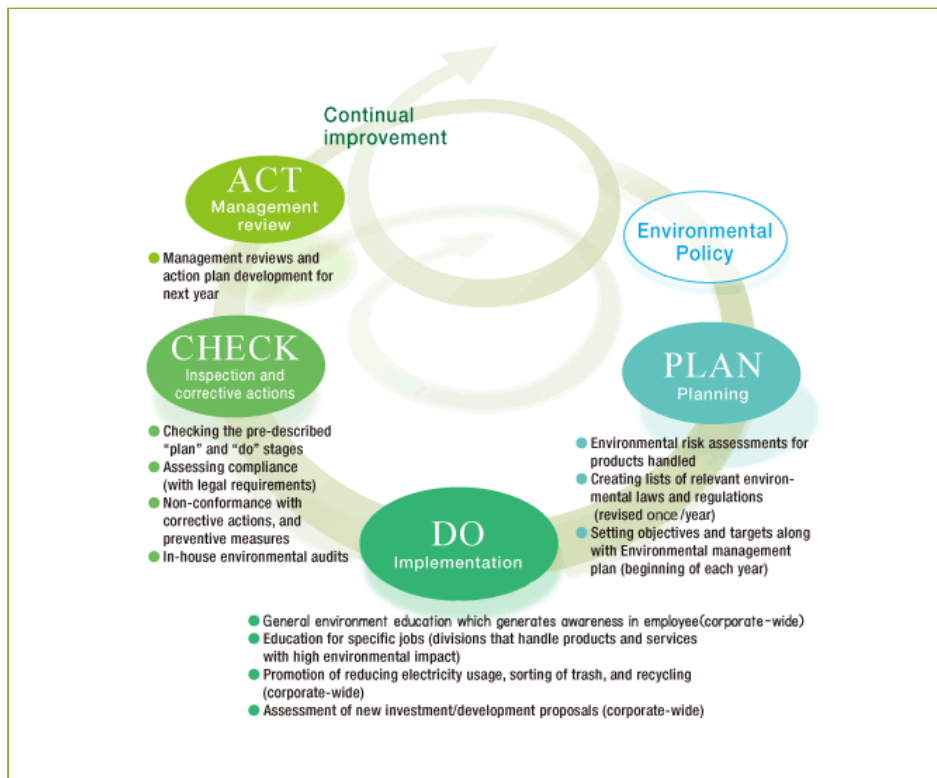 Continual
improvement
ACT
Management
review
● Management reviews and
action plan development for
next year
Environmental
Policy
CHECK
Inspection and
corrective actions
● Checking the pre-described
“plan” and “do” stages
● Assessing compliance
(with legal requirements)
● Non-conformance with
corrective actions, and
preventive measures
● In-house environmental audits
PLAN
Planning
● Environmental risk assessments for
products handled
● Creating lists of relevant environ-
mental laws and regulations
(revised once/year)
● Setting objectives and targets along
with Environmental management
plan (beginning of each year)
DO
Implementation
● General environment education which generates awareness in employee(corporate-wide)
● Education for specific jobs (divisions that handle products and services
with high environmental impact)
● Promotion of reducing electricity usage, sorting of trash, and recycling
(corporate-wide)
● Assessment of new investment/development proposals (corporate-wide)